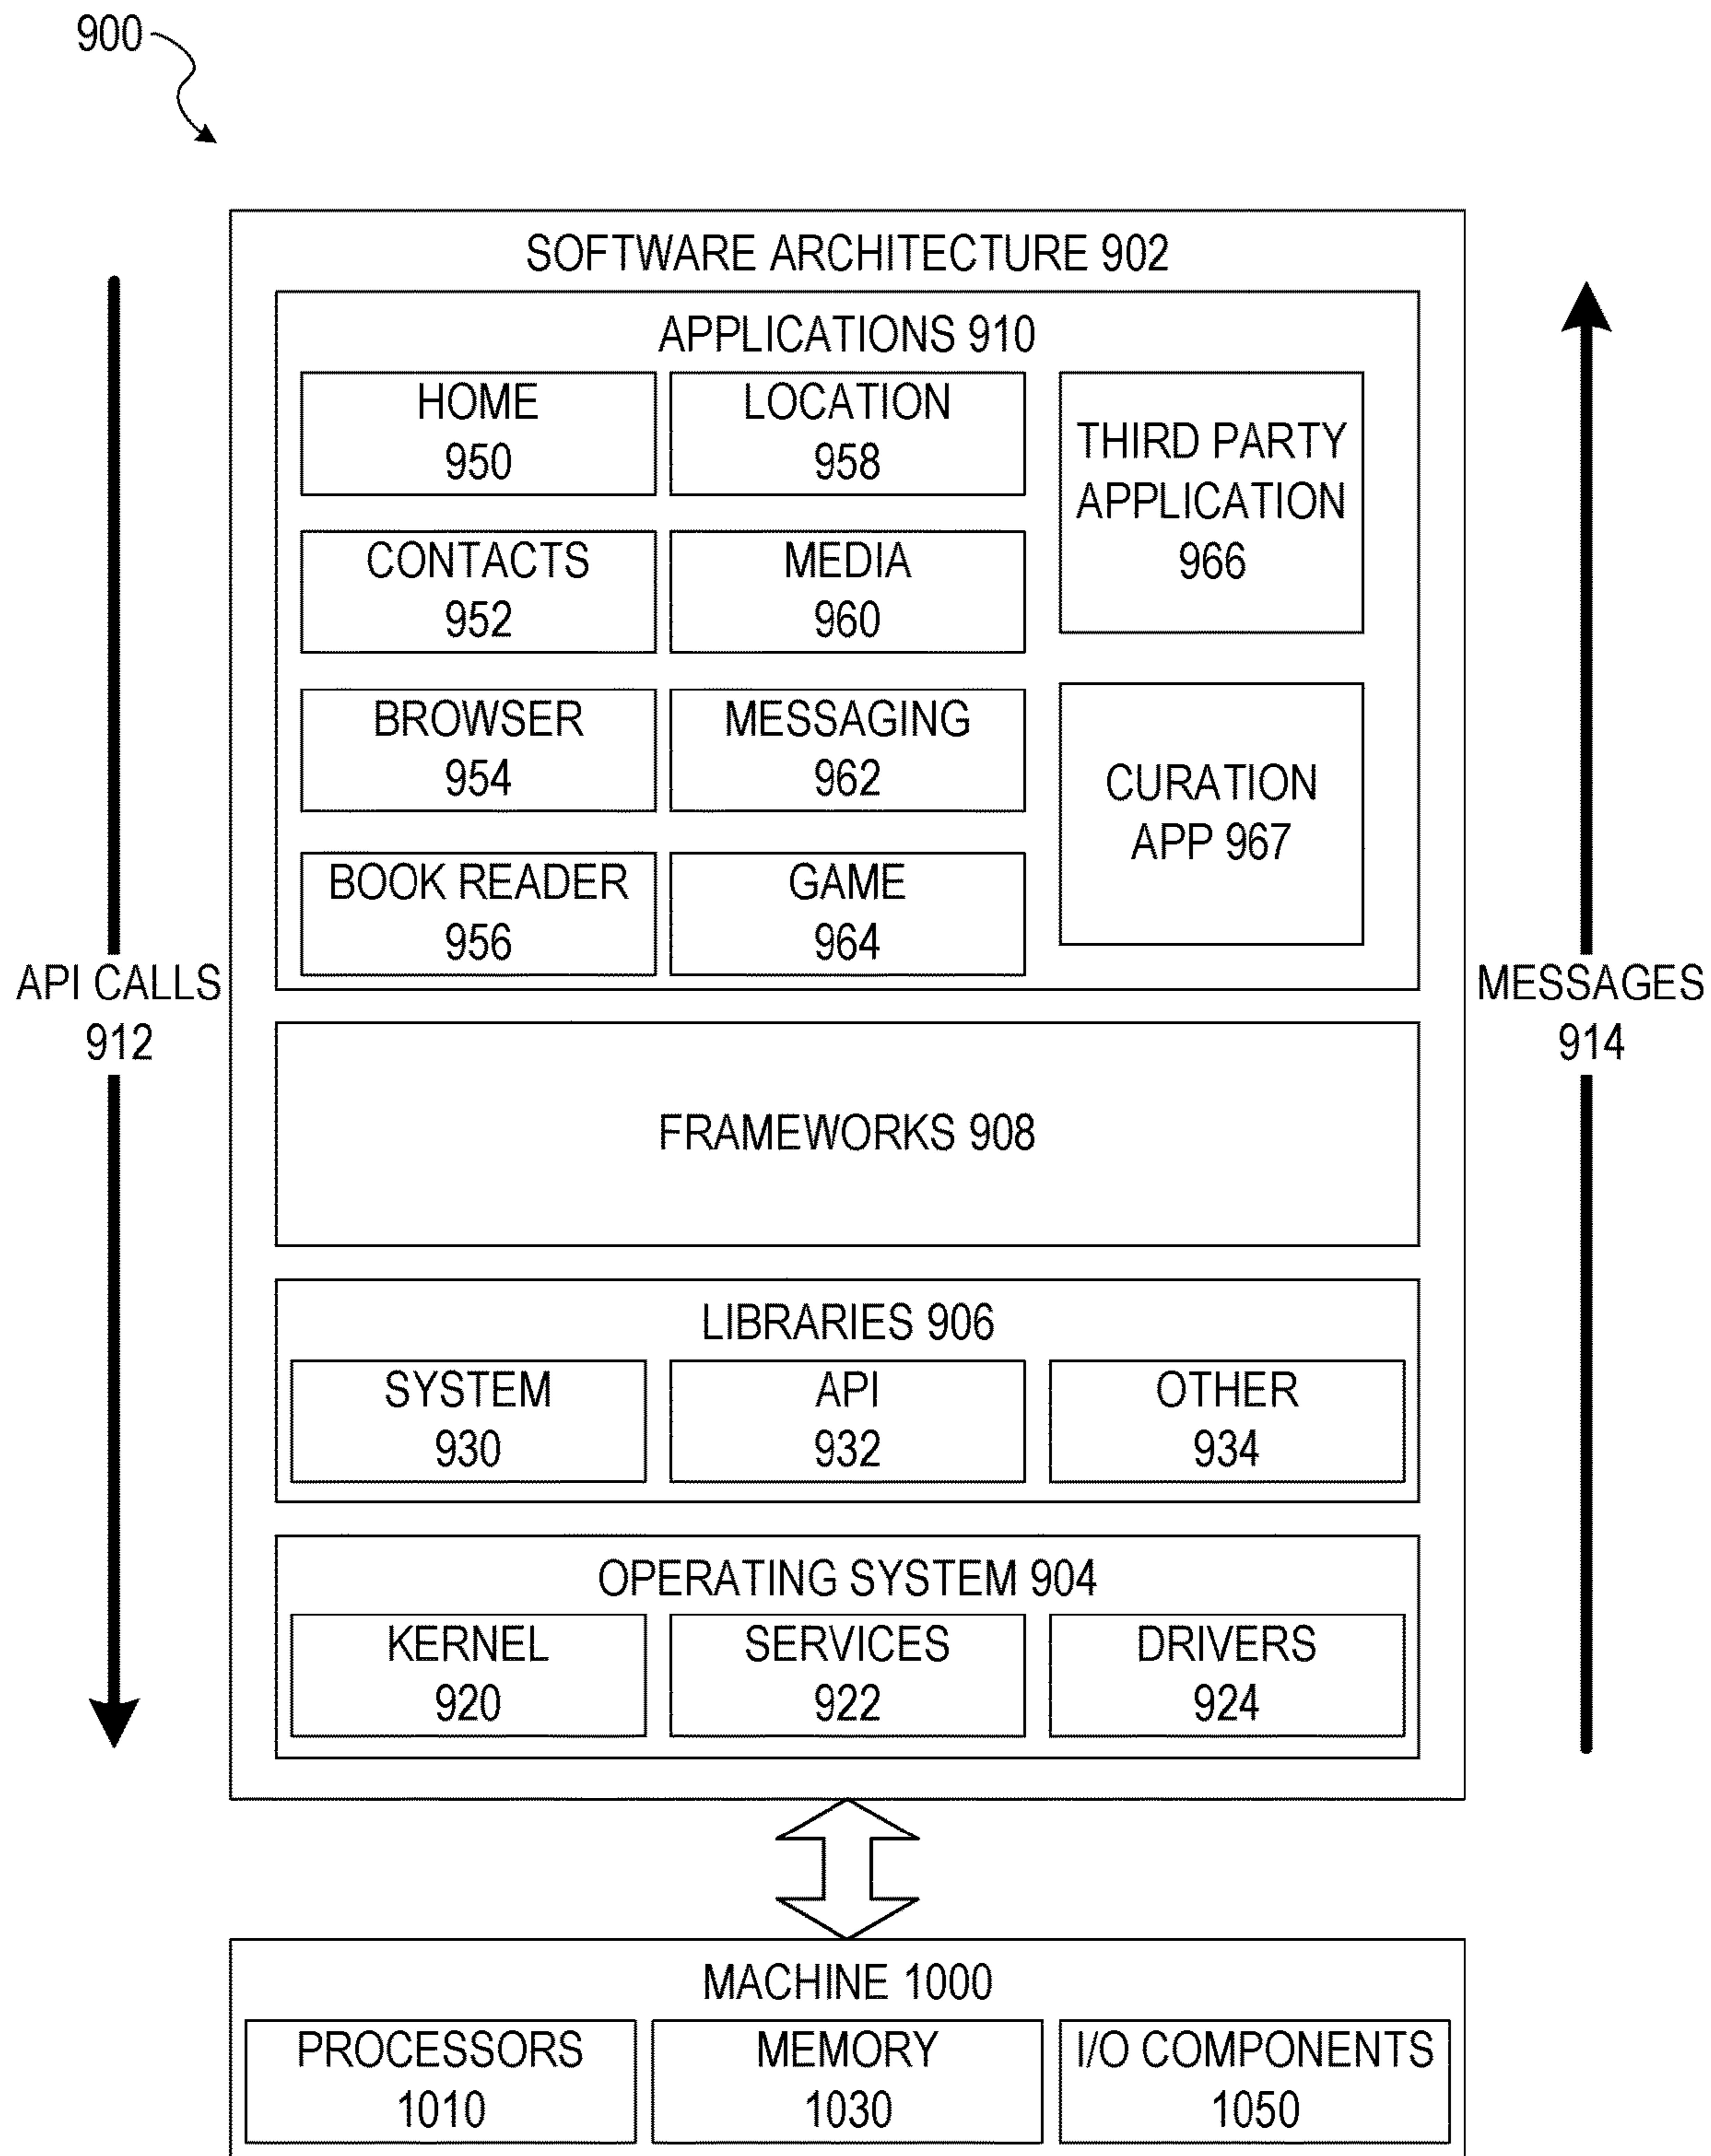 900
SOFTWARE ARCHITECTURE 902
APPLICATIONS 910
HOME
950
LOCATION
958
THIRD PARTY
APPLICATION
966
CONTACTS
952
MEDIA
960
BROWSER
954
MESSAGING
962
CURATION
APP 967
BOOK READER
956
GAME
964
API CALLS
912
MESSAGES
914
FRAMEWORKS 908
LIBRARIES 906
SYSTEM
930
API
932
OTHER
934
OPERATING SYSTEM 904
KERNEL
920
SERVICES
922
DRIVERS
924
MACHINE 1000
PROCESSORS
1010
MEMORY
1030
I/O COMPONENTS
1050